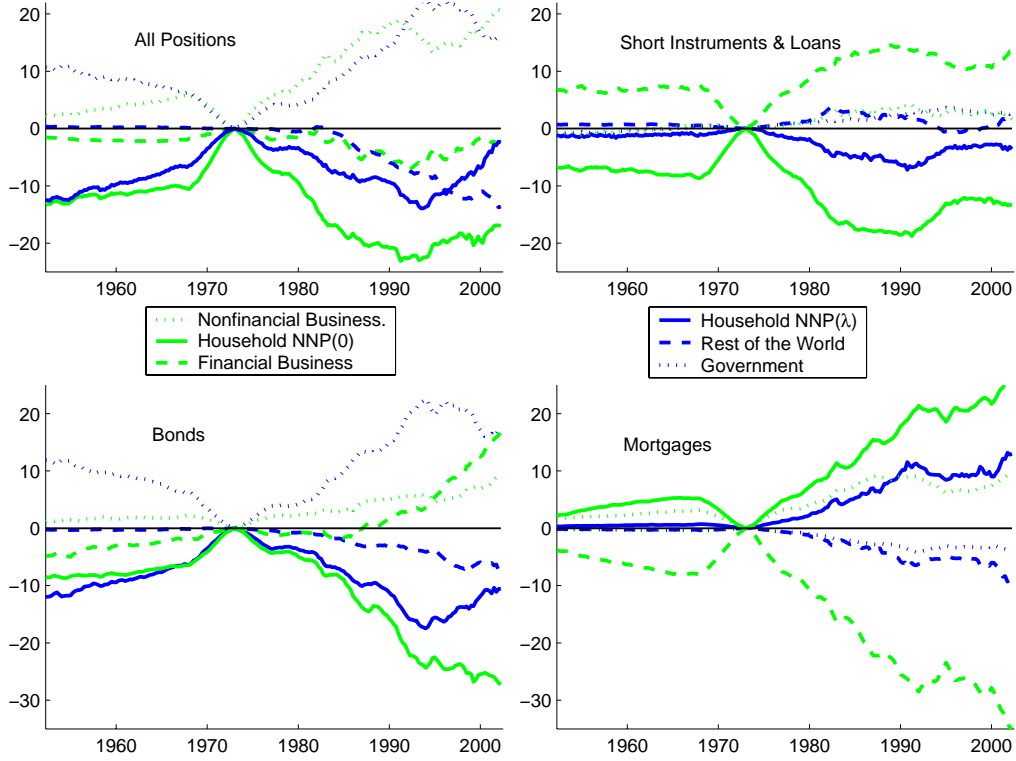 All Positions
20
10
0
−10
−20
1960 1970 1980 1990 2000
Short Instruments & Loans
20
10
0
−10
−20
1960 1970 1980 1990 2000
Nonfinancial Business.
Household NNP(0)
Financial Business
Household NNP(λ)
Rest of the World
Government
Bonds
20
10
0
−10
−20
−30
1960 1970 1980 1990 2000
Mortgages
20
10
0
−10
−20
−30
1960 1970 1980 1990 2000